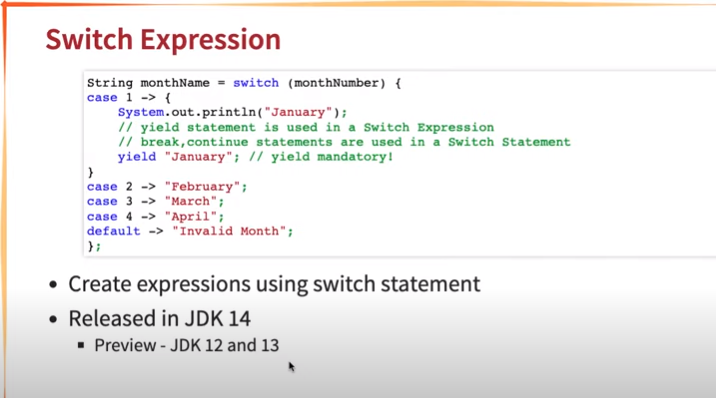 Switch Expression
String monthName = switch (monthNumber) {
case 1 -> {
System.out.println("January");
// yield statement is used in a Switch Expression
// break,continue statements are used in a Switch Statement
yield "January"; // yield mandatory!
}
case 2 -> "February";
case 3 -> "March";
case 4 -> "April";
default -> "Invalid Month";
};
• Create expressions using switch statement
• Released in JDK 14
▪ Preview - JDK 12 and 13